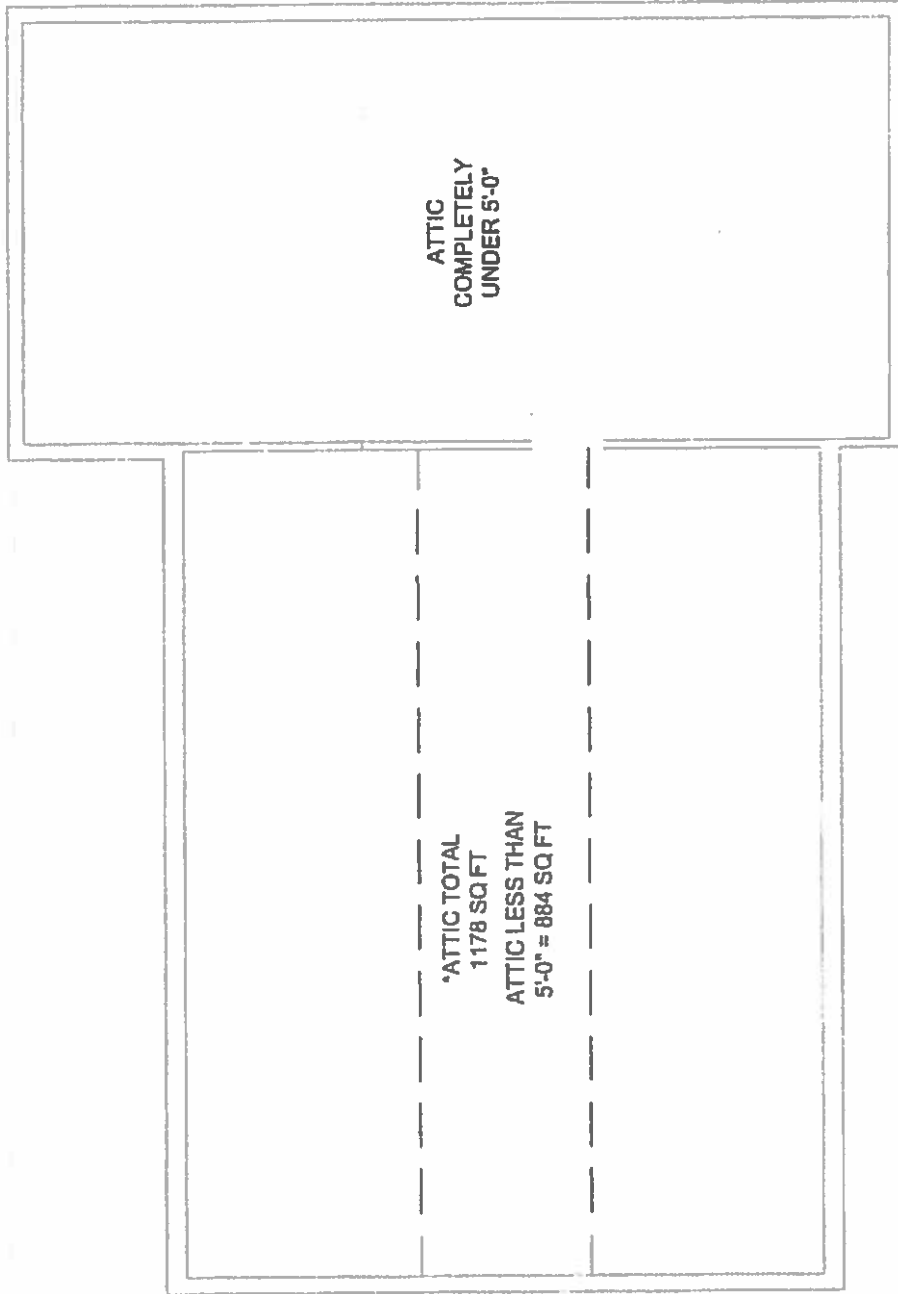 ATTIC
COMPLETELY
UNDER 5'-0"
*ATTIC TOTAL
1178 SQ FT
ATTIC LESS THAN
5'-0" = 884 SQ FT